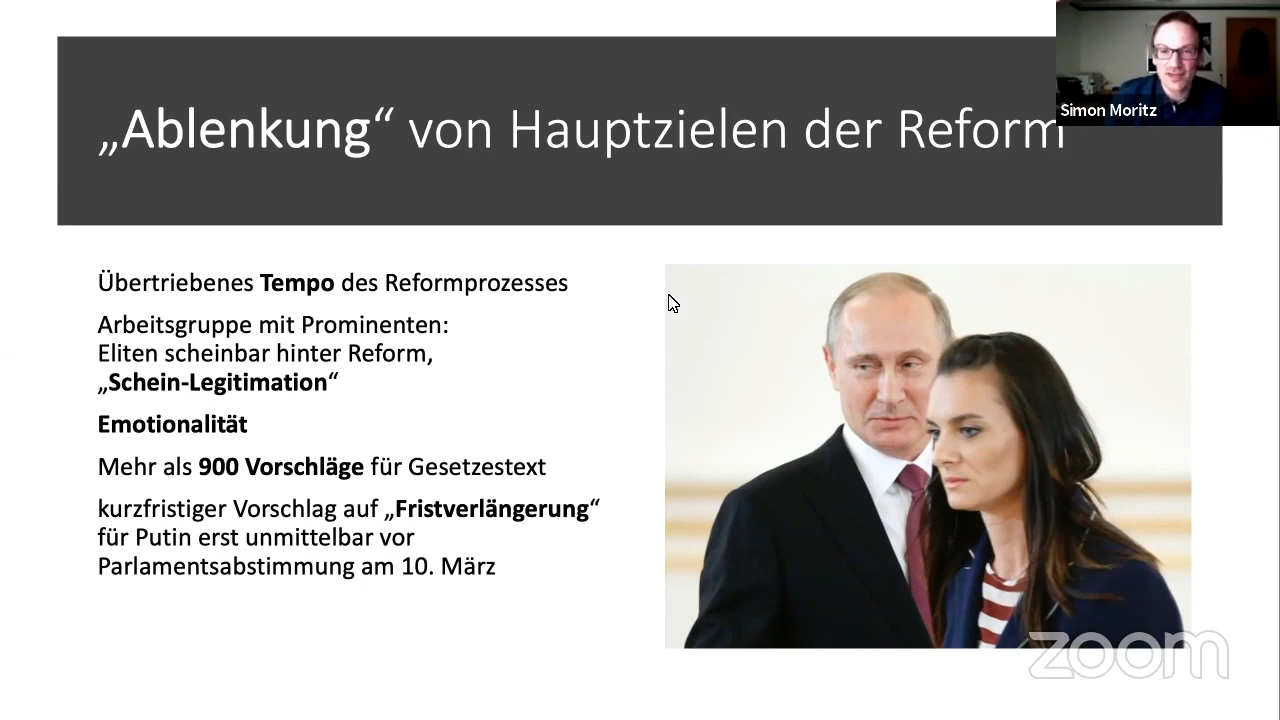 „Ablenkung“ von Hauptzielen der Reform
Simon Moritz
Übertriebenes Tempo des Reformprozesses
Arbeitsgruppe mit Prominenten:
Eliten scheinbar hinter Reform,
„Schein-Legitimation“
Emotionalität
Mehr als 900 Vorschläge für Gesetzestext
kurzfristiger Vorschlag auf „Fristverlängerung“
für Putin erst unmittelbar vor
Parlamentsabstimmung am 10. März
zoom